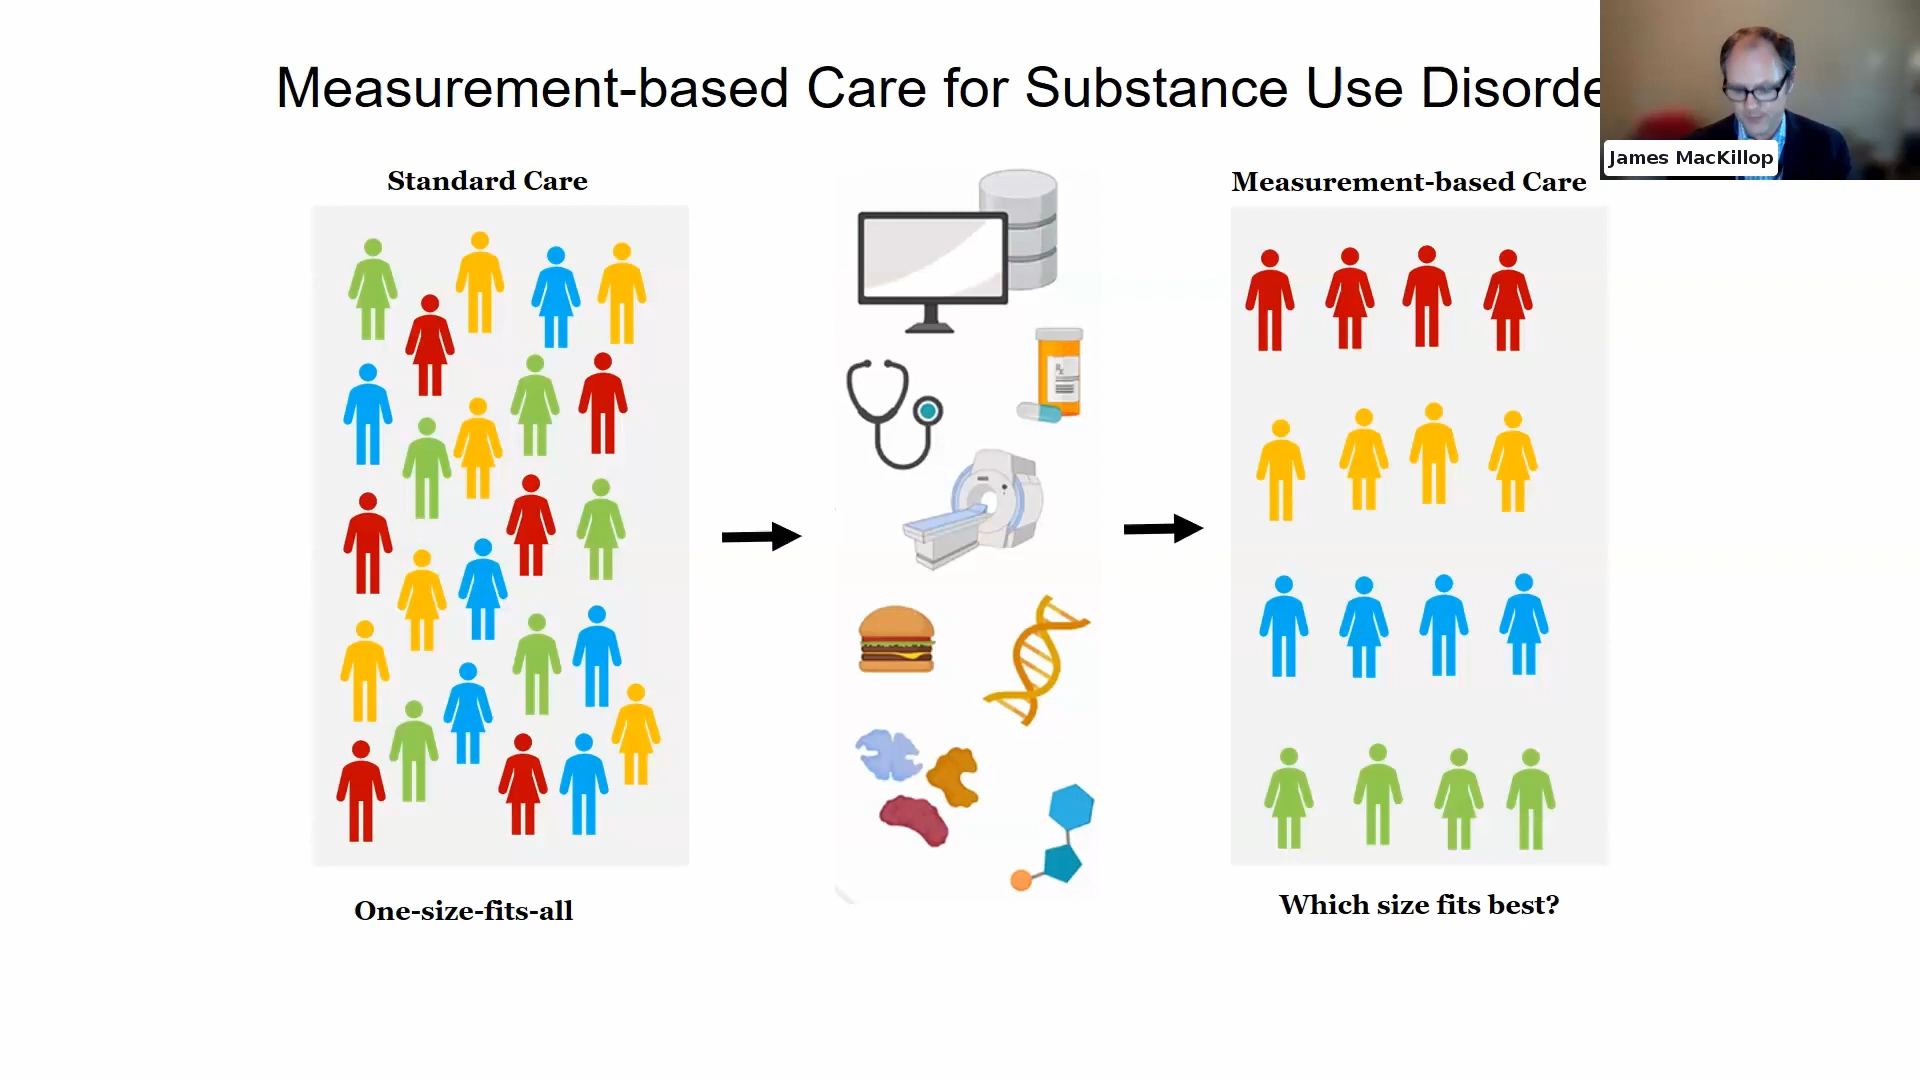 Measurement-based Care for Substance Use Disorde
James MacKillop
Standard Care
Measurement-based Care
Rx
One-size-fits-all
Which size fits best?